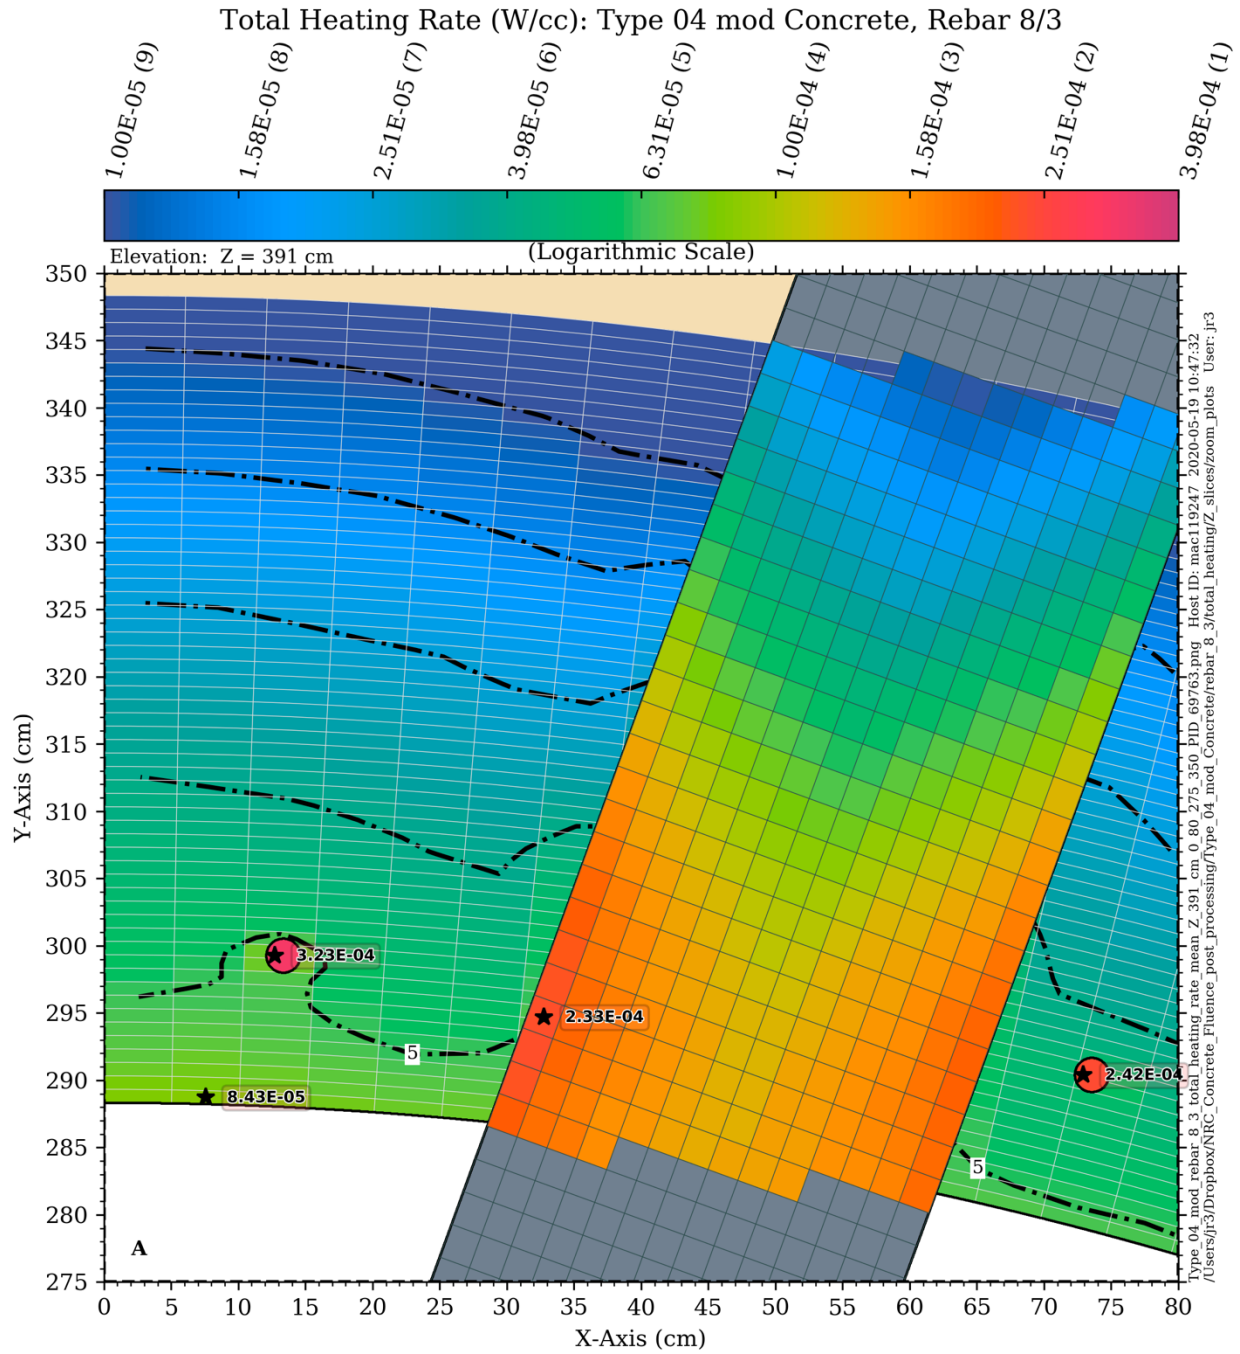 Total Heating Rate (W/cc): Type 04 mod Concrete, Rebar 8/3
1.00E-05 (9)
1.58E-05 (8)
2.51E-05 (7)
3.98E-05 (6)
6.31E-05 (5)
1.00E-04 (4)
1.58E-04 (3)
2.51E-04 (2)
3.98E-04 (1)
Elevation:  Z = 391 cm
(Logarithmic Scale)
350
345
340
335
330
325
320
315
310
305
300
295
290
285
280
275
Y-Axis (cm)
3.23E-04
2.33E-04
2.42E-04
8.43E-05
5
5
A
0
5
10
15
20
25
30
35
40
45
50
55
60
65
70
75
80
X-Axis (cm)
Type_04_mod_rebar_8_3_total_heating_rate_mean_Z_391_cm_0_80_275_350_PID_69763.png   Host ID: mac119247  2020-05-19 10:47:32
/Users/jr3/Dropbox/NRC_Concrete_Fluence_post_processing/Type_04_mod_Concrete/rebar_8_3/total_heating/Z_slices/zoom_plots   User: jr3